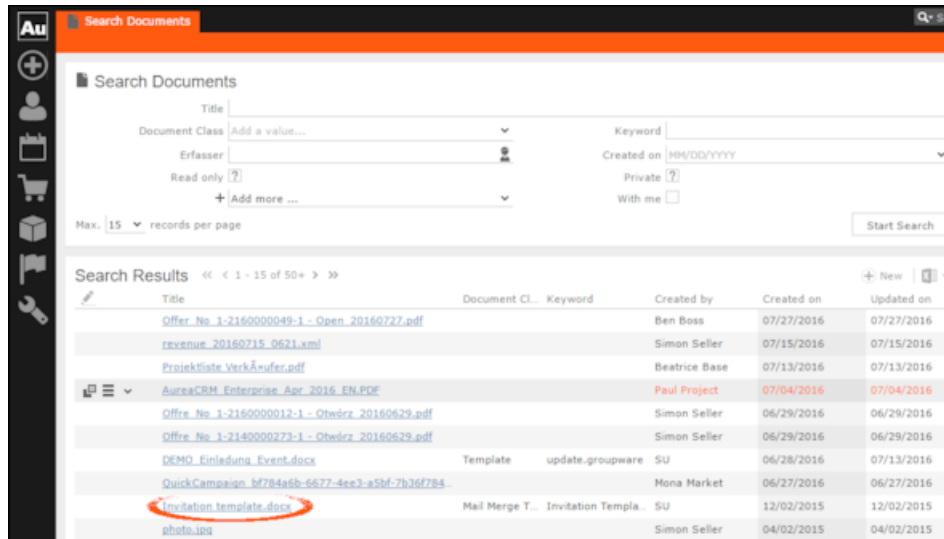 Au Search Documents
Search Documents
Title
Document Class Add a value... Keyword
Erfasser Created on MM/DD/YYYY
Read only ? Private ?
+ Add more ... With me
Max. 15 records per page Start Search
Search Results « < 1 - 15 of 50+ > » + New
Title Document Cl... Keyword Created by Created on Updated on
Offer_No_1-2160000049-1 - Open_20160727.pdf Ben Boss 07/27/2016 07/27/2016
revenue_20160715_0621.xml Simon Seller 07/15/2016 07/15/2016
Projektliste VerkÃ¤ufer.pdf Beatrice Base 07/13/2016 07/13/2016
AureaCRM_Enterprise_Apr_2016_EN.PDF Paul Project 07/04/2016 07/04/2016
Offre_No_1-2160000012-1 - Otwórz_20160629.pdf Simon Seller 06/29/2016 06/29/2016
Offre_No_1-2140000273-1 - Otwórz_20160629.pdf Simon Seller 06/29/2016 06/29/2016
DEMO_Einladung_Event.docx Template update.groupware SU 06/28/2016 07/13/2016
QuickCampaign_bf784a6b-6677-4ee3-a5bf-7b36f784... Mona Market 06/27/2016 06/27/2016
Invitation template.docx Mail Merge T... Invitation Templa... SU 12/02/2015 12/02/2015
photo.jpg Simon Seller 04/02/2015 04/02/2015